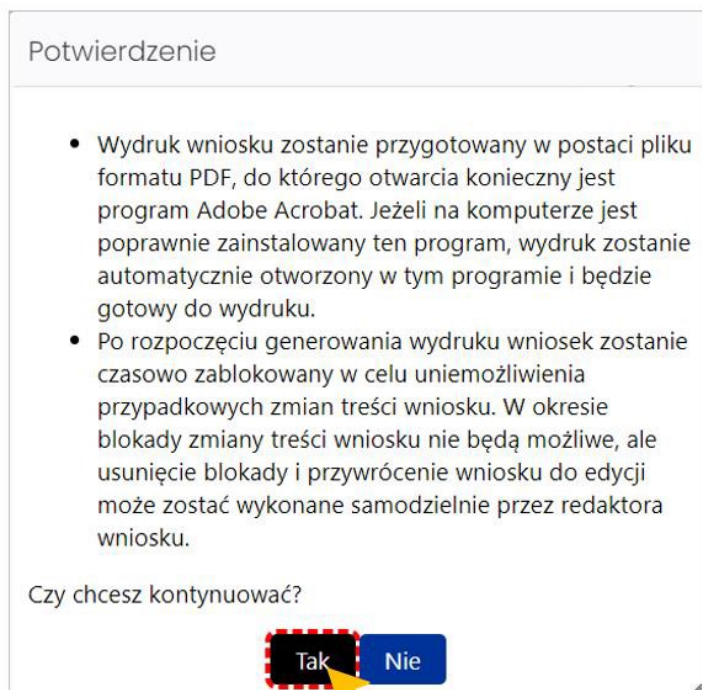 Potwierdzenie
• Wydruk wniosku zostanie przygotowany w postaci pliku
formatu PDF, do którego otwarcia konieczny jest
program Adobe Acrobat. Jeżeli na komputerze jest
poprawnie zainstalowany ten program, wydruk zostanie
automatycznie otworzony w tym programie i będzie
gotowy do wydruku.
• Po rozpoczęciu generowania wydruku wniosek zostanie
czasowo zablokowany w celu uniemożliwienia
przypadkowych zmian treści wniosku. W okresie
blokady zmiany treści wniosku nie będą możliwe, ale
usunięcie blokady i przywrócenie wniosku do edycji
może zostać wykonane samodzielnie przez redaktora
wniosku.
Czy chcesz kontynuować?
Tak Nie